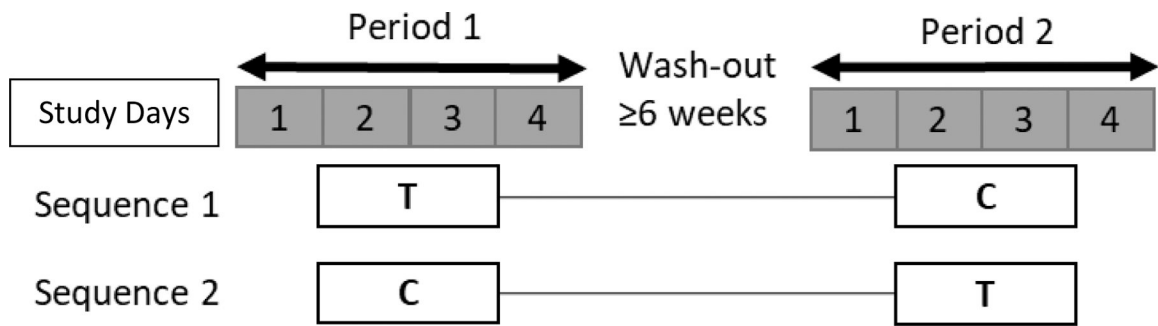 Period 1
Period 2
Wash-out
≥6 weeks
Study Days
1 2 3 4
1 2 3 4
Sequence 1
T
C
Sequence 2
C
T